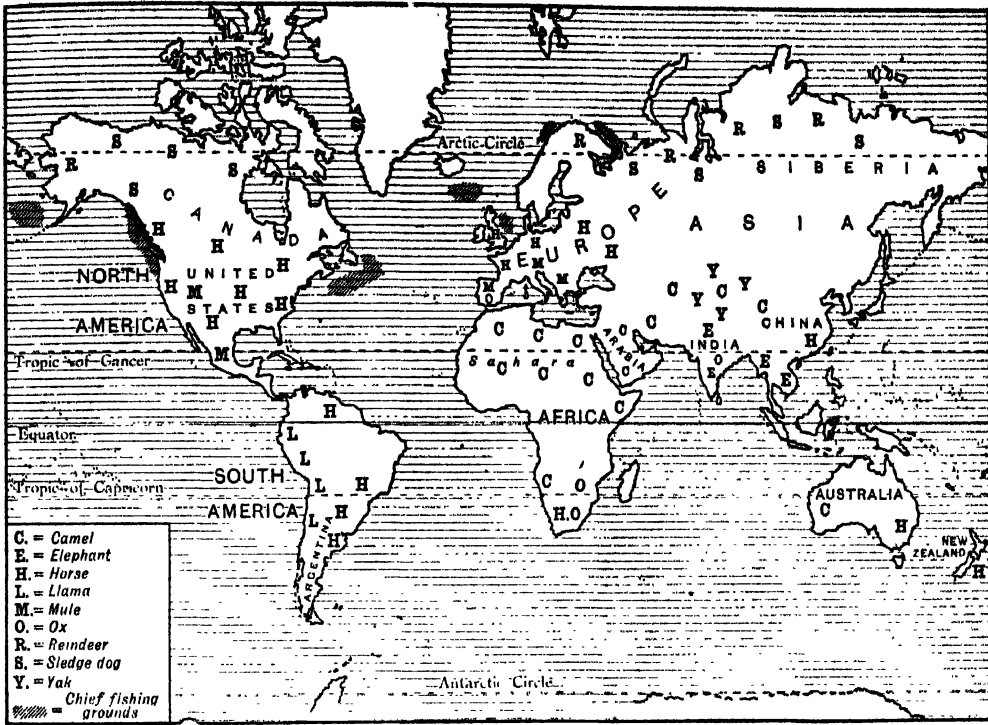 Arctic Circle
R S S S S
R S R S
R S R S S
SIBERIA
CANADA
EUROPE
ASIA
H H H
H H H H H
NORTH
UNITED
STATES
H M H H
H
AMERICA
M
M O
M
M
C Y C Y Y Y C C
CHINA
H
E
INDIA
O
E
E
E
Tropic of Cancer
C C C
Sahara
C C C
ARABIA
C C
AFRICA
C
Equator
H
L
L
SOUTH
L H
Tropic of Capricorn
AMERICA
L H
H
ARGENTINA
C O
H.O
AUSTRALIA
C H
NEW
ZEALAND
H
C. = Camel
E. = Elephant
H. = Horse
L. = Llama
M. = Mule
O. = Ox
R. = Reindeer
S. = Sledge dog
Y. = Yak
= Chief fishing
grounds
Antarctic Circle